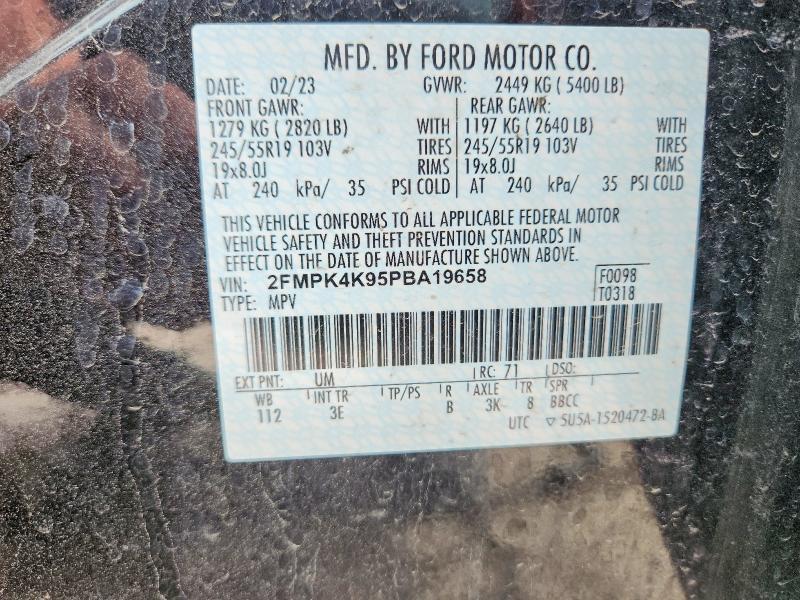 MFD. BY FORD MOTOR CO.
DATE: 02/23 GVWR: 2449 KG ( 5400 LB)
FRONT GAWR: REAR GAWR:
1279 KG ( 2820 LB) WITH 1197 KG ( 2640 LB) WITH
245/55R19 103V TIRES 245/55R19 103V TIRES
19x8.0J RIMS 19x8.0J RIMS
AT 240 kPa/ 35 PSI COLD AT 240 kPa/ 35 PSI COLD
THIS VEHICLE CONFORMS TO ALL APPLICABLE FEDERAL MOTOR
VEHICLE SAFETY AND THEFT PREVENTION STANDARDS IN
EFFECT ON THE DATE OF MANUFACTURE SHOWN ABOVE.
VIN: 2FMPK4K95PBA19658 F0098
TYPE: MPV T0318
EXT PNT: UM RC: 71 DSO:
WB INT TR TP/PS R AXLE TR SPR
112 3E B 3K 8 BBCC
UTC ▽ 5U5A-1520472-BA